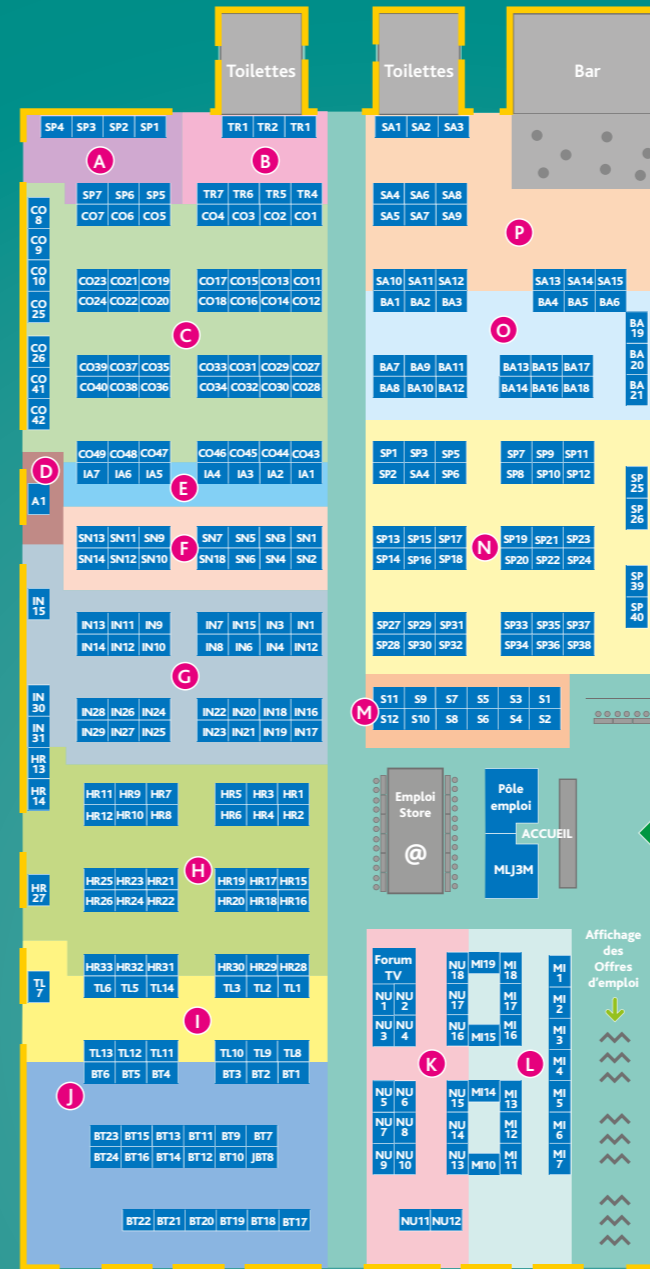 Toilettes Toilettes Bar
SP4 SP3 SP2 SP1 TR1 TR2 TR1 SA1 SA2 SA3
A B
SP7 SP6 SP5 TR7 TR6 TR5 TR4 SA4 SA6 SA8
CO7 CO6 CO5 CO4 CO3 CO2 CO1 SA5 SA7 SA9
CO 8
CO 9
P
CO 10
CO23 CO21 CO19 CO17 CO15 CO13 CO11 SA10 SA11 SA12 SA13 SA14 SA15
CO24 CO22 CO20 CO18 CO16 CO14 CO12 BA1 BA2 BA3 BA4 BA5 BA6
CO 25
C O
BA 19
CO 26
BA 20
CO39 CO37 CO35 CO33 CO31 CO29 CO27 BA7 BA9 BA11 BA13 BA15 BA17
CO40 CO38 CO36 CO34 CO32 CO30 CO28 BA8 BA10 BA12 BA14 BA16 BA18
CO 41
BA 21
CO 42
CO49 CO48 CO47 CO46 CO45 CO44 CO43 SP1 SP3 SP5 SP7 SP9 SP11
IA7 IA6 IA5 IA4 IA3 IA2 IA1 SP2 SA4 SP6 SP8 SP10 SP12
D
E
SP 25
A1
SP 26
SN13 SN11 SN9 SN7 SN5 SN3 SN1 SP13 SP15 SP17 SP19 SP21 SP23
F N
SN14 SN12 SN10 SN18 SN6 SN4 SN2 SP14 SP16 SP18 SP20 SP22 SP24
SP 39
IN 15
SP 40
IN13 IN11 IN9 IN7 IN15 IN3 IN1 SP27 SP29 SP31 SP33 SP35 SP37
IN14 IN12 IN10 IN8 IN6 IN4 IN12 SP28 SP30 SP32 SP34 SP36 SP38
G
IN 30
S11 S9 S7 S5 S3 S1
M
IN28 IN26 IN24 IN22 IN20 IN18 IN16 S12 S10 S8 S6 S4 S2
IN29 IN27 IN25 IN23 IN21 IN19 IN17
IN 31
HR 13
HR 14
HR11 HR9 HR7 HR5 HR3 HR1
HR12 HR10 HR8 HR6 HR4 HR2
Emploi
Store
@
Pôle
emploi
ACCUEIL
MLJ3M
H
HR25 HR23 HR21 HR19 HR17 HR15
HR26 HR24 HR22 HR20 HR18 HR16
HR 27
HR33 HR32 HR31 HR30 HR29 HR28
TL6 TL5 TL14 TL3 TL2 TL1
TL 7
I
TL13 TL12 TL11 TL10 TL9 TL8
BT6 BT5 BT4 BT3 BT2 BT1
J
BT23 BT15 BT13 BT11 BT9 BT7
BT24 BT16 BT14 BT12 BT10 JBT8
BT22 BT21 BT20 BT19 BT18 BT17
Forum
TV
NU 1 NU 2
NU 3 NU 4
K
NU 5 NU 6
NU 7 NU 8
NU 9 NU 10
NU11 NU12
NU 18 MI19 MI 18
NU 17 MI 17
NU 16 MI15 MI 16
L
NU 15 MI14 MI 13
NU 14 MI 12
NU 13 MI10 MI 11
MI 1
MI 2
MI 3
MI 4
MI 5
MI 6
MI 7
Affichage
des
Offres
d'emploi